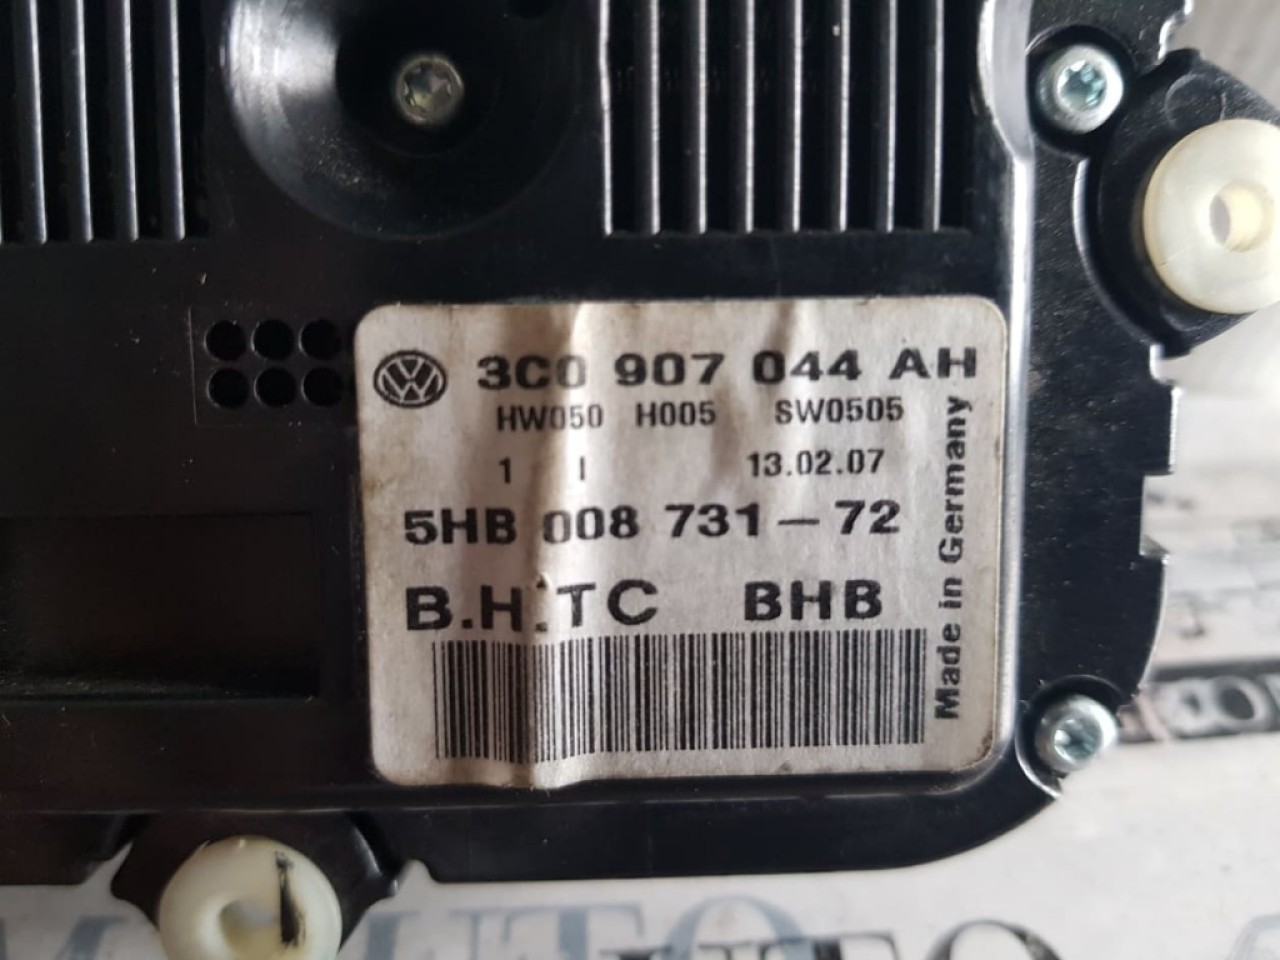 3C0 907 044 AH
HW050 H005 SW0505
1 I 13.02.07
5HB 008 731-72
B.H.TC BHB
Made in Germany
AUTO